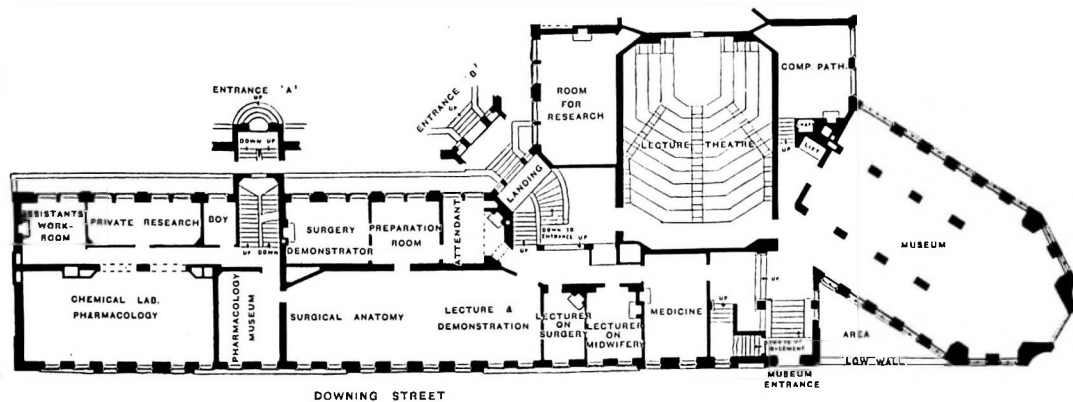 ENTRANCE 'A'
UP
DOWN UP
ENTRANCE 'B'
UP
ROOM
FOR
RESEARCH
LECTURE THEATRE
COMP PATH.
UP
LIFT
UP
LANDING
DOWN TO
ENTRANCE
UP
UP
ASSISTANTS
WORK-
ROOM
PRIVATE RESEARCH
BOY
UP DOWN
SURGERY
DEMONSTRATOR
PREPARATION
ROOM
ATTENDANT
MUSEUM
CHEMICAL LAB.
PHARMACOLOGY
PHARMACOLOGY
MUSEUM
SURGICAL ANATOMY
LECTURE &
DEMONSTRATION
LECTURER
ON
SURGERY
LECTURER
ON
MIDWIFERY
MEDICINE
UP
UP
BASEMENT
AREA
LOW WALL
MUSEUM
ENTRANCE
DOWNING STREET